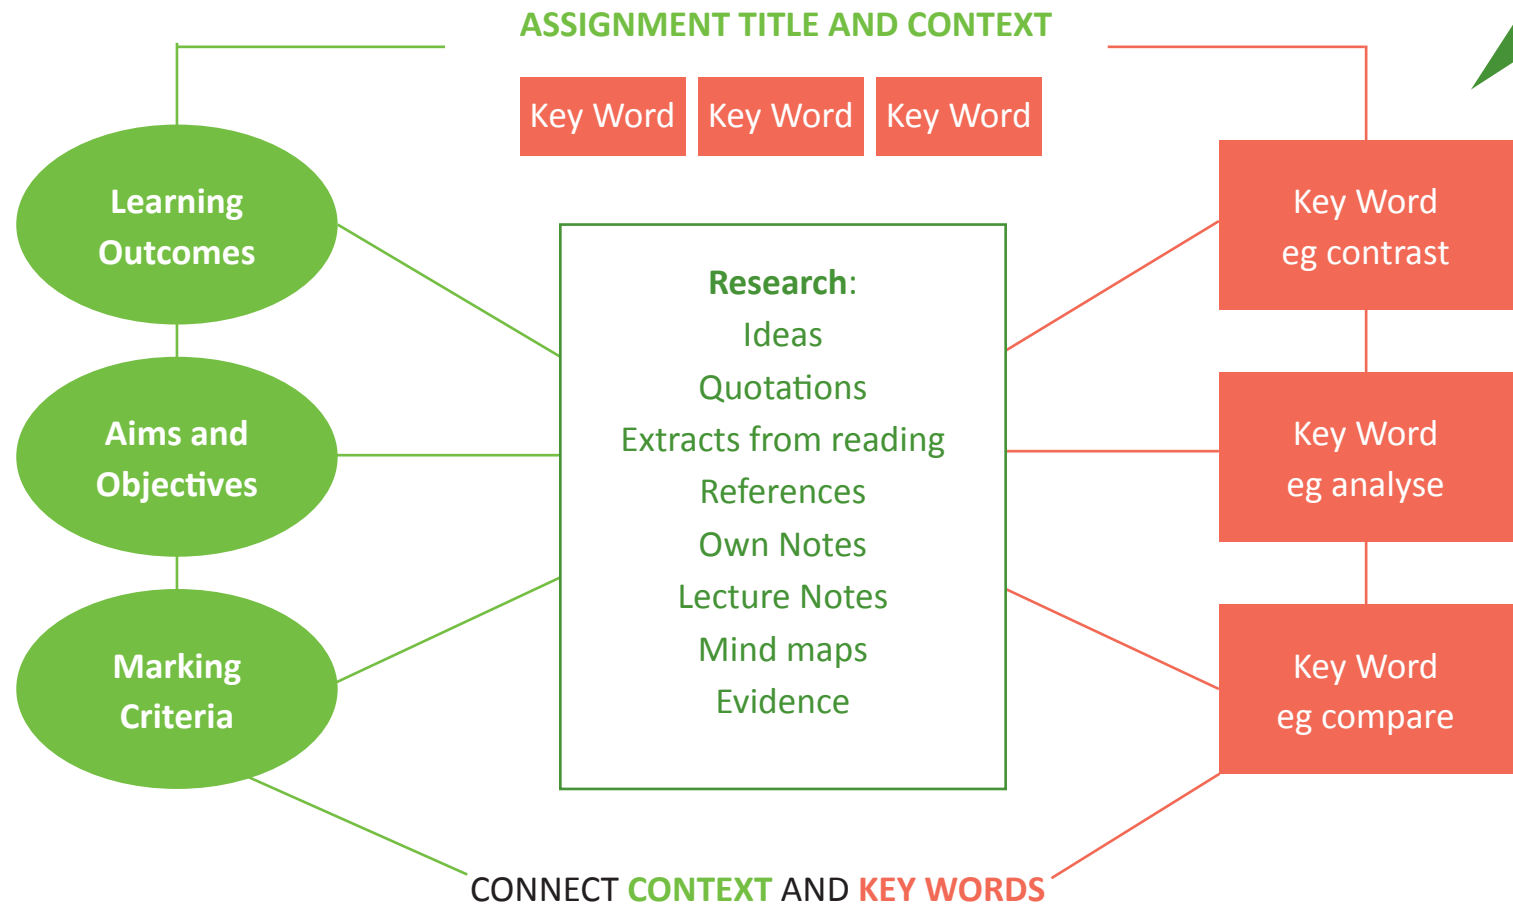 ASSIGNMENT TITLE AND CONTEXT
Key Word
Key Word
Key Word
Learning
Outcomes
Aims and
Objectives
Marking
Criteria
Research:
Ideas
Quotations
Extracts from reading
References
Own Notes
Lecture Notes
Mind maps
Evidence
Key Word
eg contrast
Key Word
eg analyse
Key Word
eg compare
CONNECT CONTEXT AND KEY WORDS